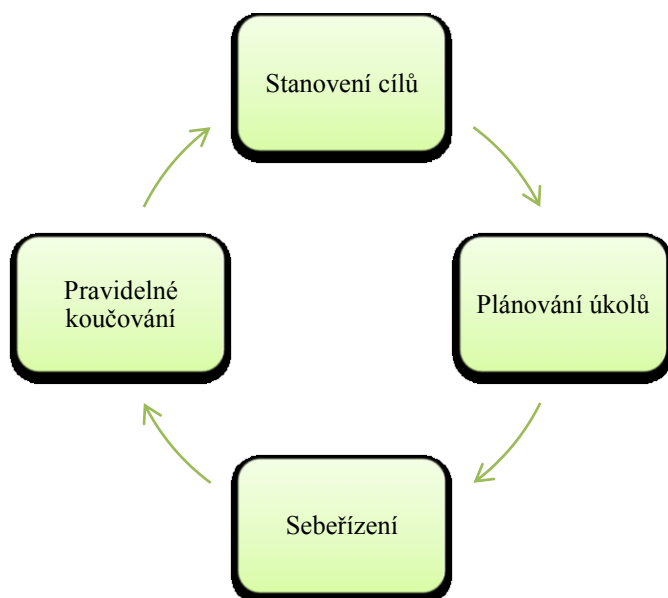 Stanovení cílů
Plánování úkolů
Sebeřízení
Pravidelné
koučování